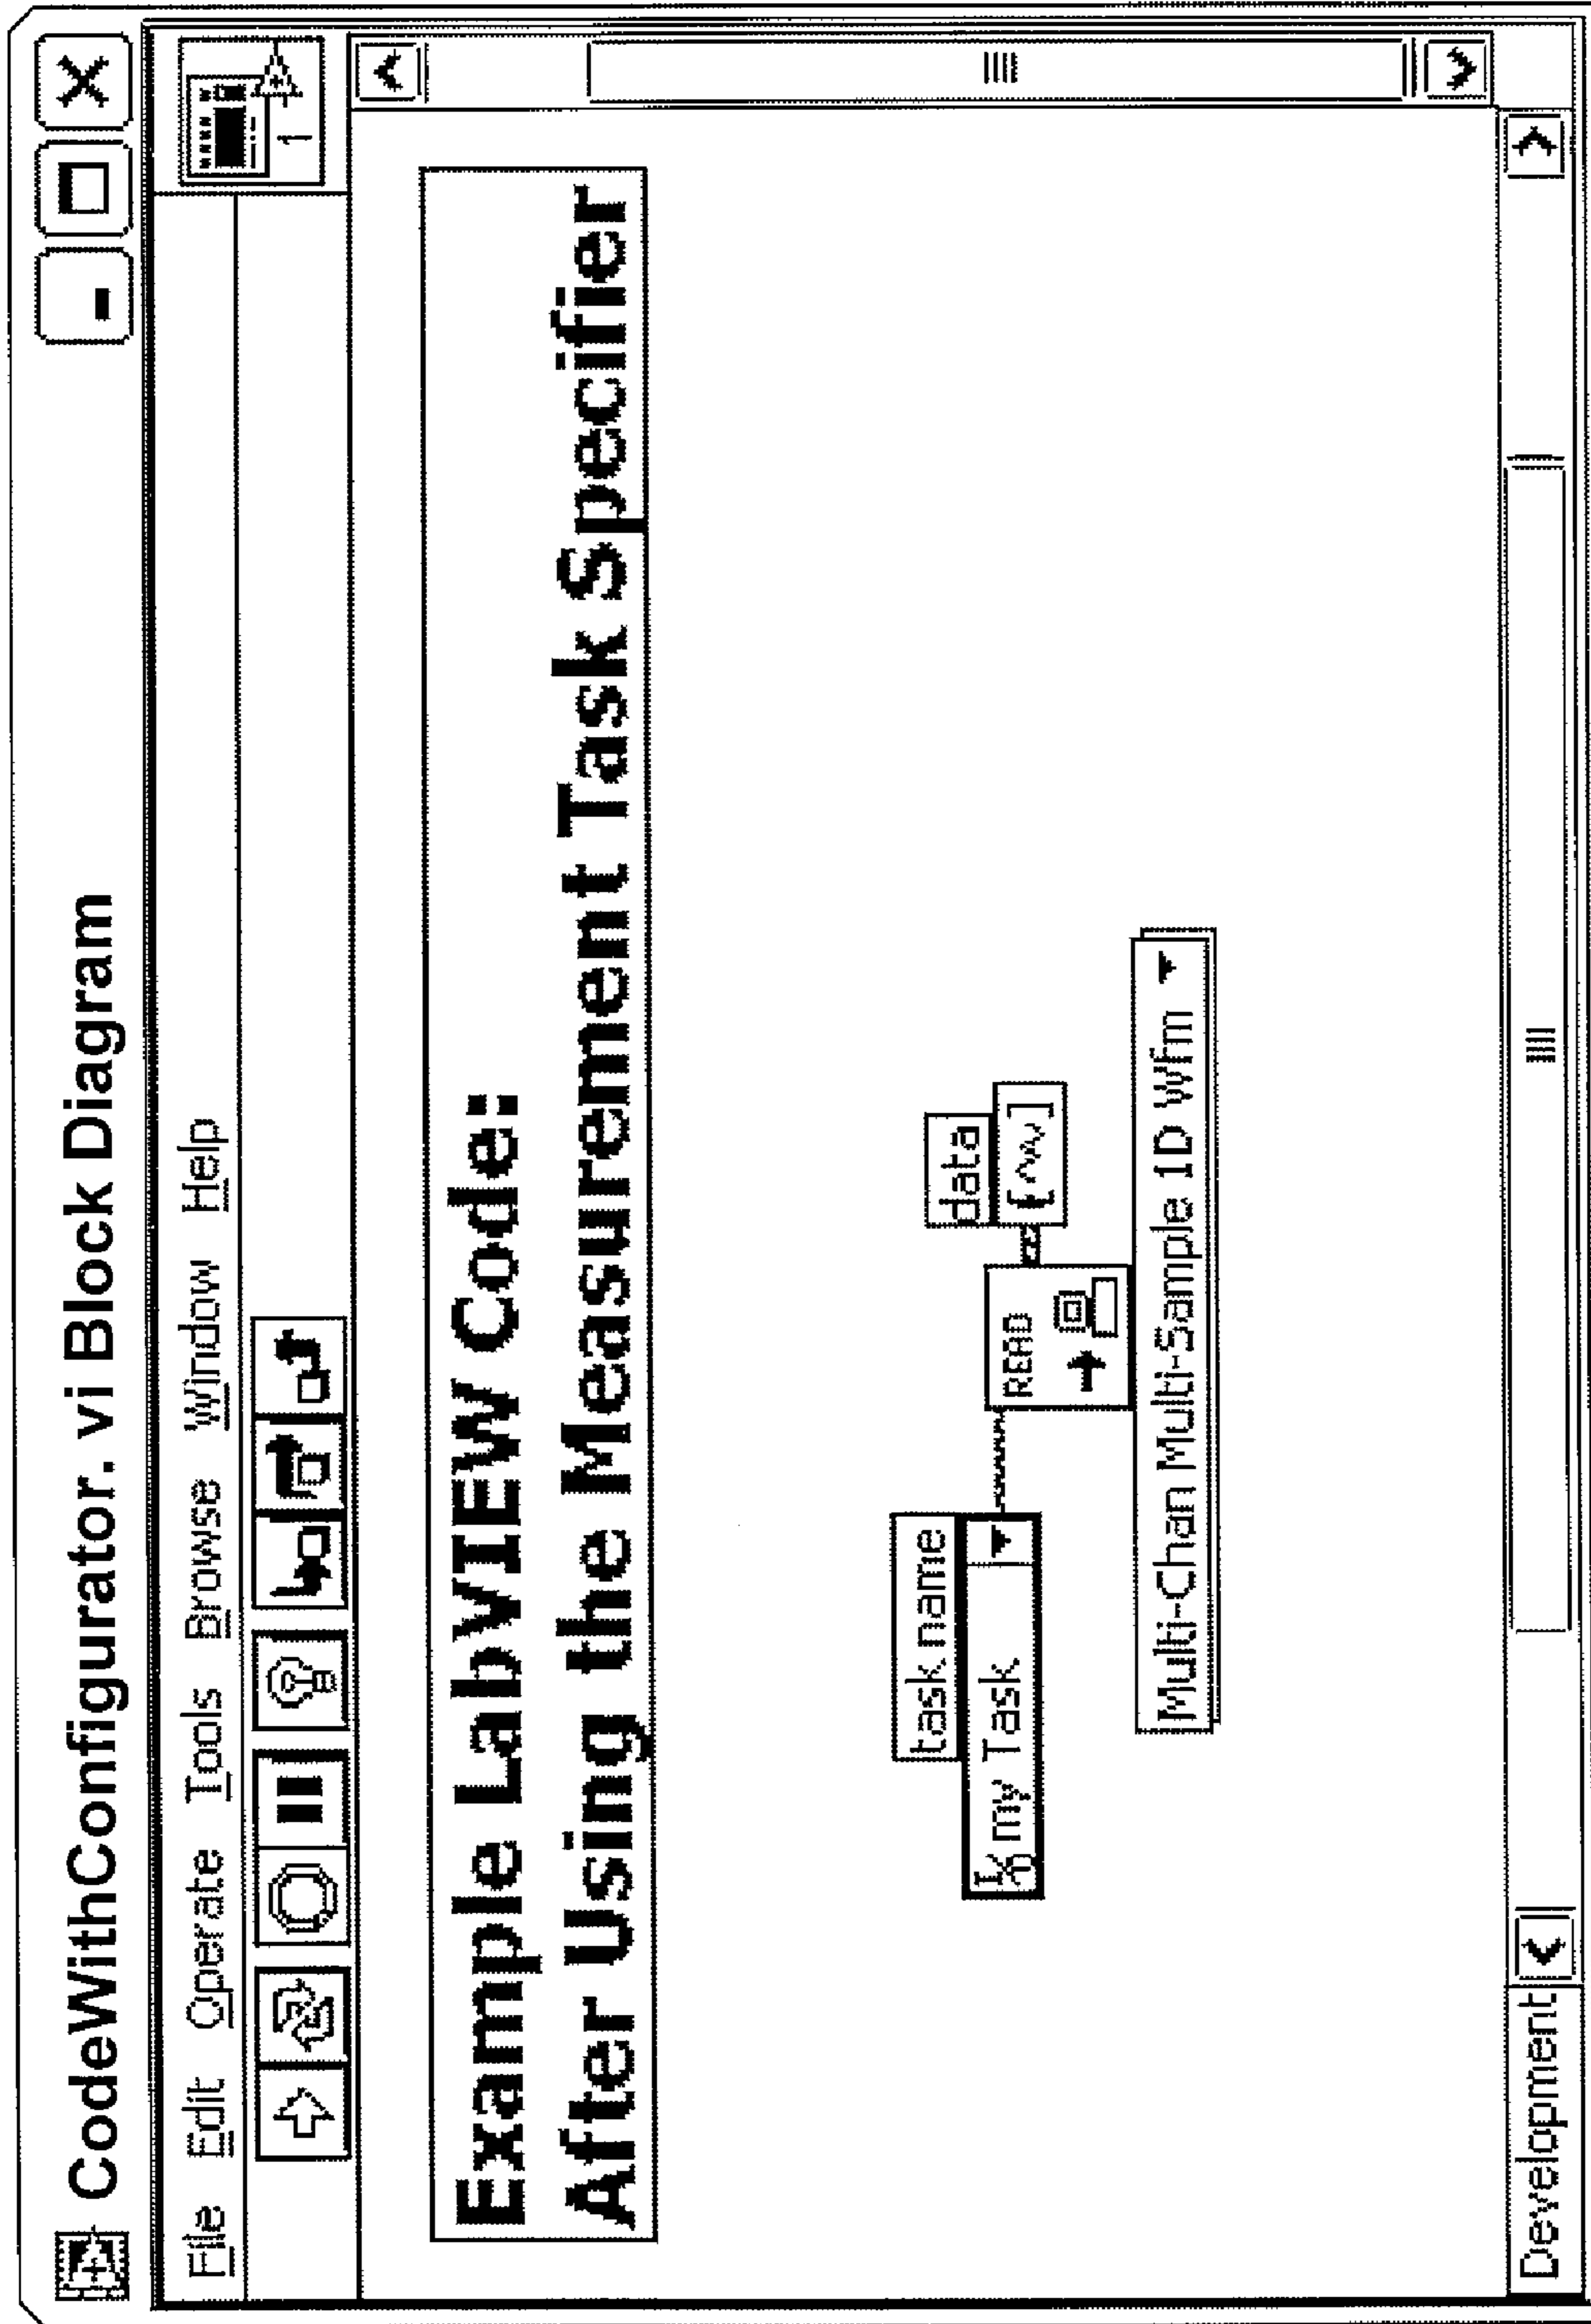 CodeWithConfigurator. vi Block Diagram
File Edit Operate Tools Browse Window Help
1
Example LabVIEW Code:
After Using the Measurement Task Specifier
task name
I/O my Task
READ
data
Multi-Chan Multi-Sample 1D Wfm
Development